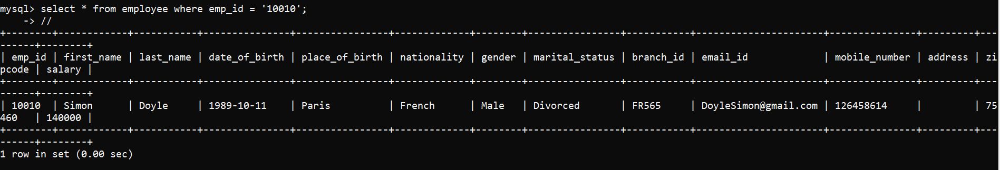 mysql> select * from employee where emp_id = '10010';
    -> //
+--------+------------+-----------+---------------+----------------+-------------+--------+----------------+-----------+----------------------+---------------+---------+---
------+--------+
| emp_id | first_name | last_name | date_of_birth | place_of_birth | nationality | gender | marital_status | branch_id | email_id             | mobile_number | address | zi
pcode | salary |
+--------+------------+-----------+---------------+----------------+-------------+--------+----------------+-----------+----------------------+---------------+---------+---
------+--------+
| 10010  | Simon      | Doyle     | 1989-10-11    | Paris          | French      | Male   | Divorced       | FR565     | DoyleSimon@gmail.com | 126458614     |         | 75
460   | 140000 |
+--------+------------+-----------+---------------+----------------+-------------+--------+----------------+-----------+----------------------+---------------+---------+---
------+--------+
1 row in set (0.00 sec)